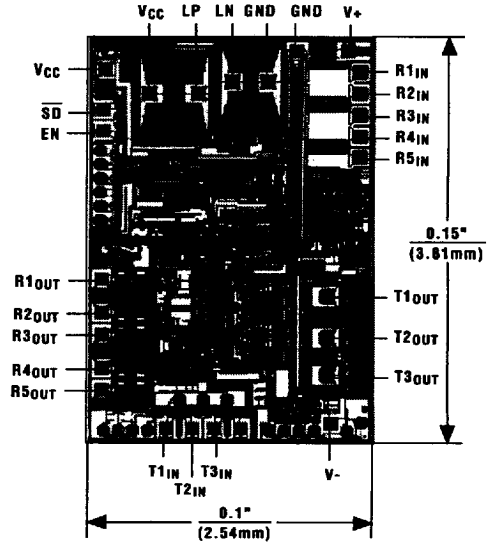 VCC LP LN GND GND V+
VCC
SD
EN
R1IN
R2IN
R3IN
R4IN
R5IN
0.15"
(3.81mm)
R1OUT
R2OUT
R3OUT
R4OUT
R5OUT
T1OUT
T2OUT
T3OUT
T1IN
T2IN
T3IN
V-
0.1"
(2.54mm)